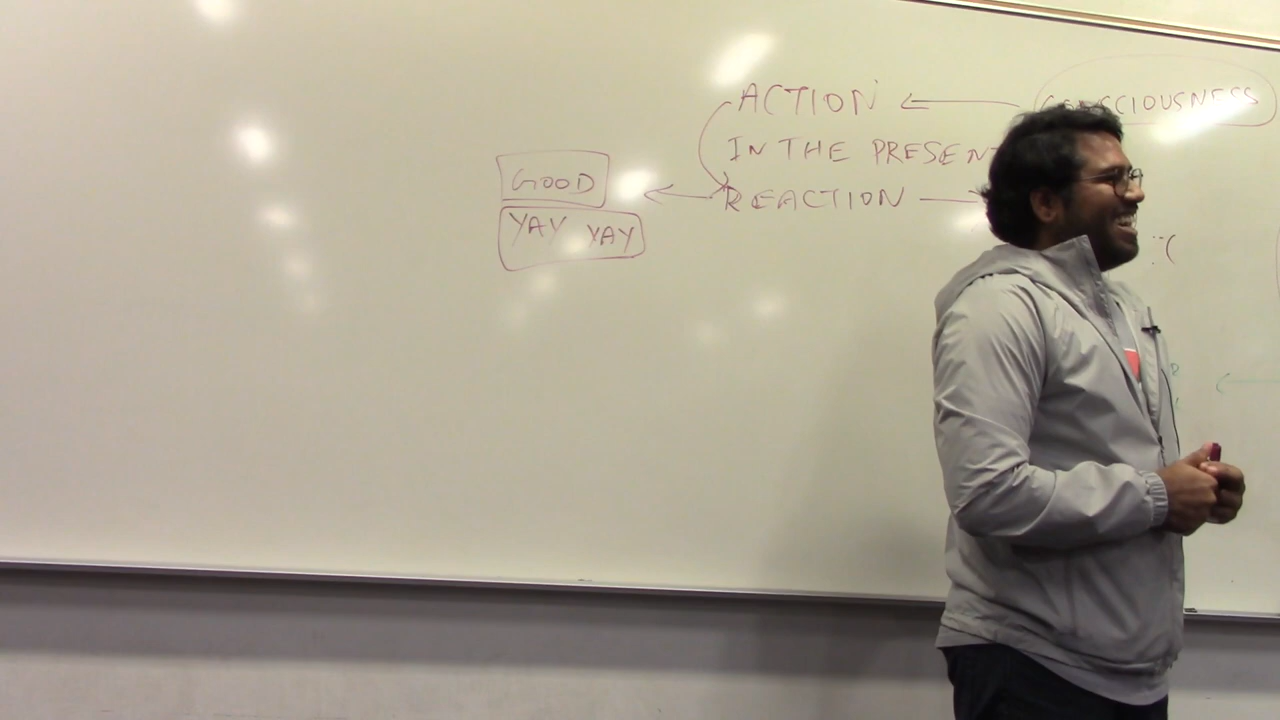 ACTION ← CONSCIOUSNESS
IN THE PRESENT
GOOD ← REACTION →
YAY YAY
:(